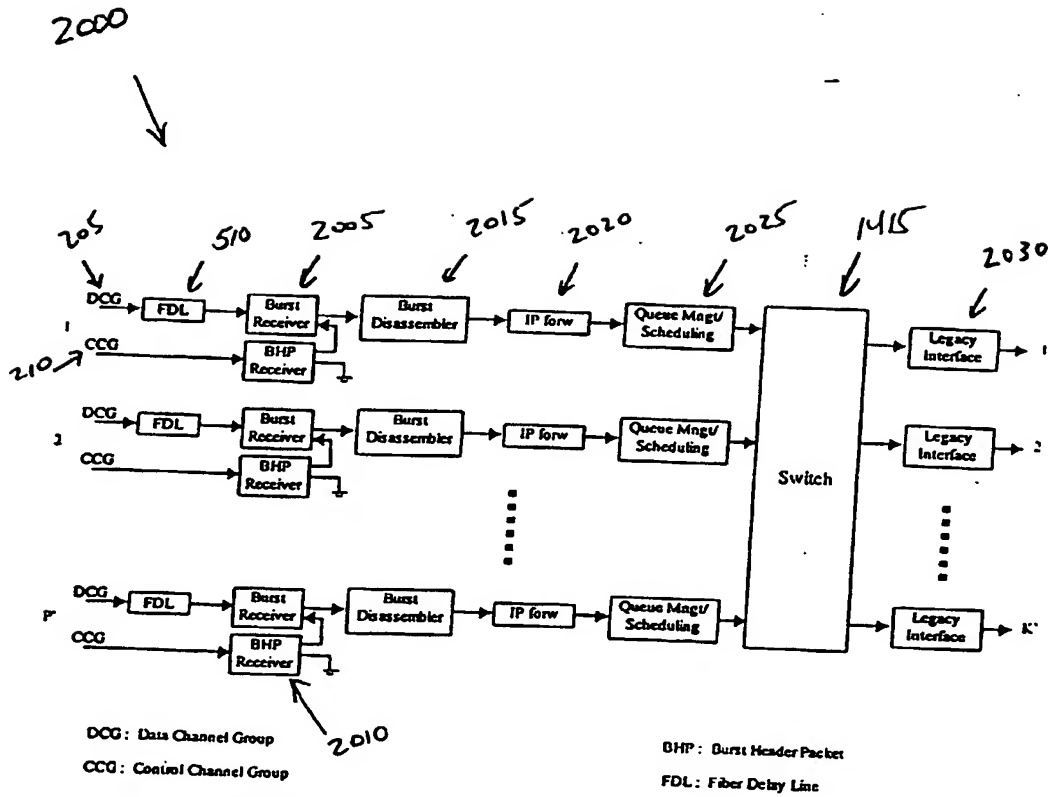 2000
205 510 2005 2015 2020 2025 1415 2030
1 DCG FDL Burst Receiver Burst Disassembler IP forw Queue Mngt/ Scheduling Legacy Interface 1
210 CCG BHP Receiver
2 DCG FDL Burst Receiver Burst Disassembler IP forw Queue Mngt/ Scheduling Legacy Interface 2
CCG BHP Receiver
Switch
P' DCG FDL Burst Receiver Burst Disassembler IP forw Queue Mngt/ Scheduling Legacy Interface K'
CCG BHP Receiver
2010
DCG : Data Channel Group
BHP : Burst Header Packet
CCG : Control Channel Group
FDL : Fiber Delay Line